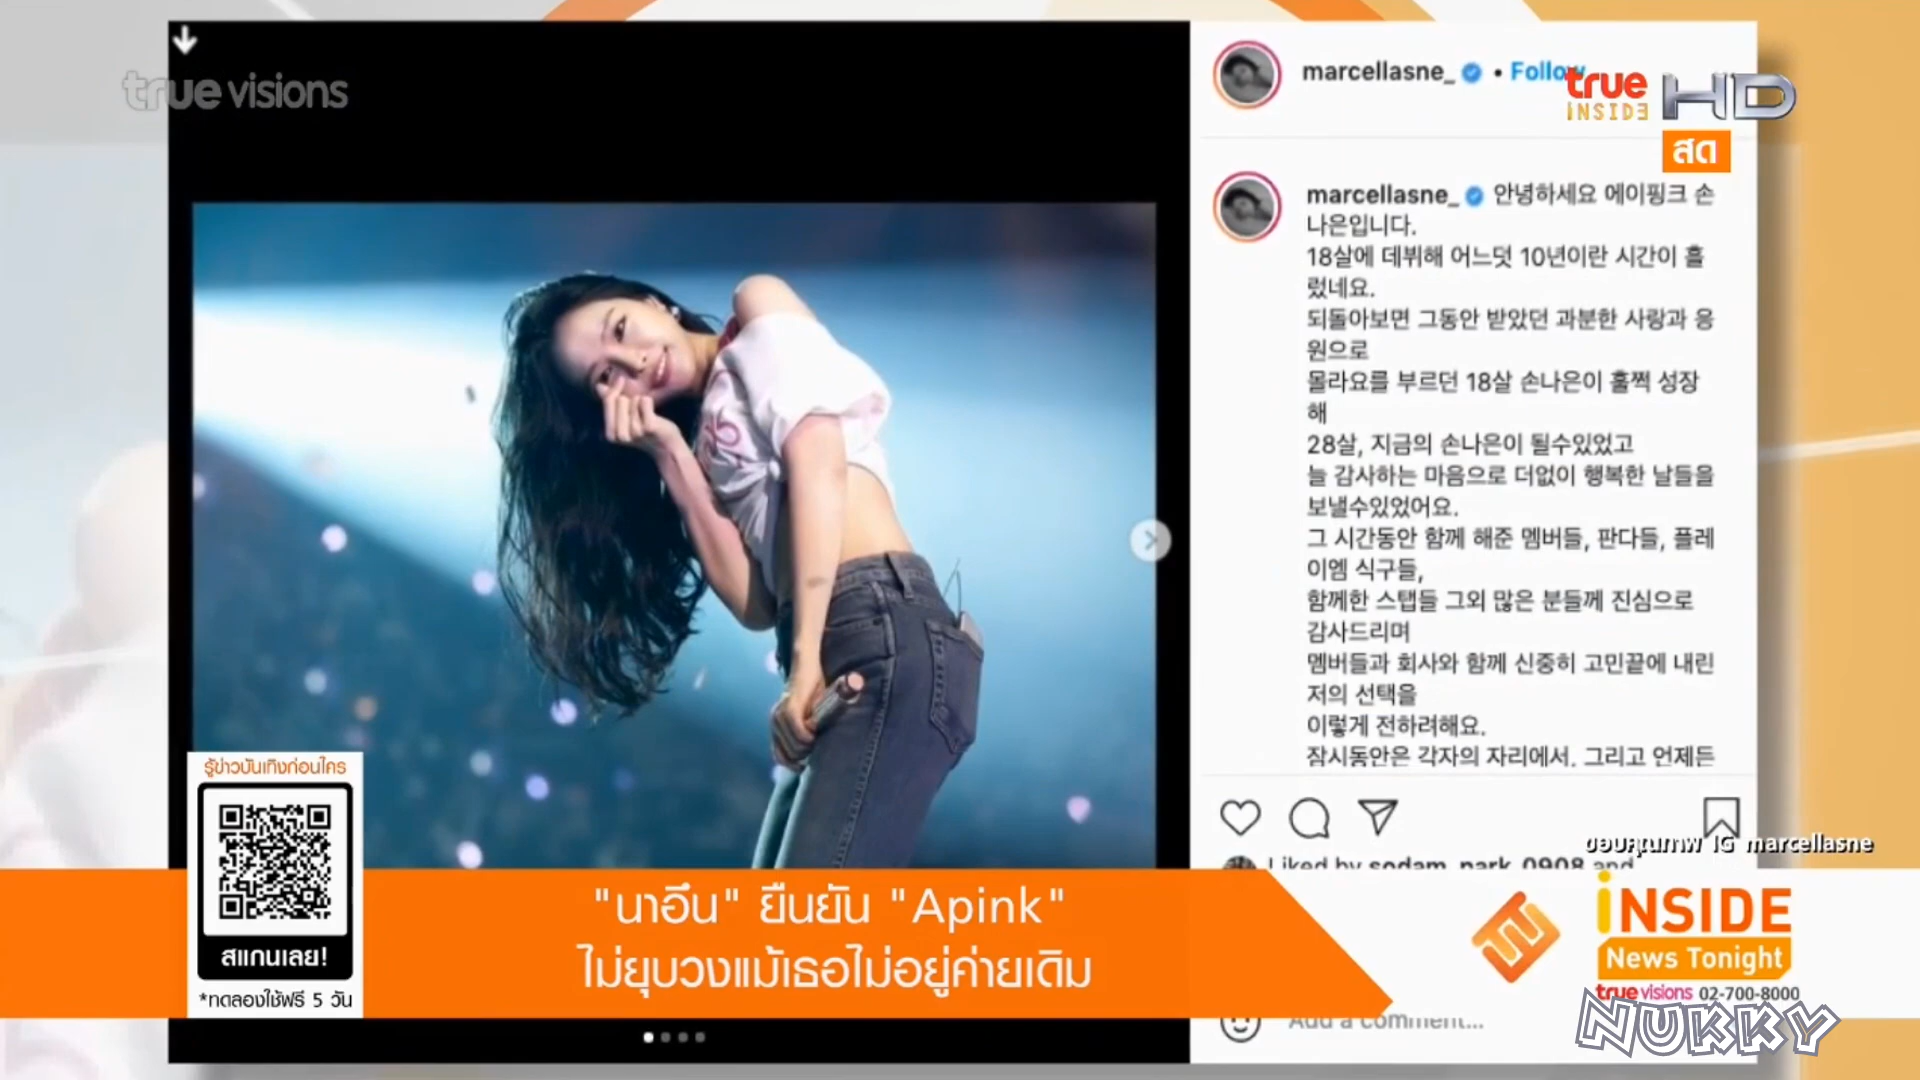 true visions
marcellasne_ • Follow
true
INSIDE
HD
สด
marcellasne_ 안녕하세요 에이핑크 손
나은입니다.
18살에 데뷔해 어느덧 10년이란 시간이 흘
렀네요.
되돌아보면 그동안 받았던 과분한 사랑과 응
원으로
몰라요를 부르던 18살 손나은이 훌쩍 성장
해
28살, 지금의 손나은이 될수있었고
늘 감사하는 마음으로 더없이 행복한 날들을
보낼수있었어요.
그 시간동안 함께 해준 멤버들, 판다들, 플레
이엠 식구들,
함께한 스탭들 그외 많은 분들께 진심으로
감사드리며
멤버들과 회사와 함께 신중히 고민끝에 내린
저의 선택을
이렇게 전하려해요.
잠시동안은 각자의 자리에서, 그리고 언제든
ขอบคุณภาพ IG marcellasne
Liked by sodam_park_0908 and
รู้ข่าวบันเทิงก่อนใคร
สแกนเลย!
*ทดลองใช้ฟรี 5 วัน
"นาอึน" ยืนยัน "Apink"
ไม่ยุบวงแม้เธอไม่อยู่ค่ายเดิม
iNSIDE
News Tonight
true visions 02-700-8000
Add a comment...
NUKKY